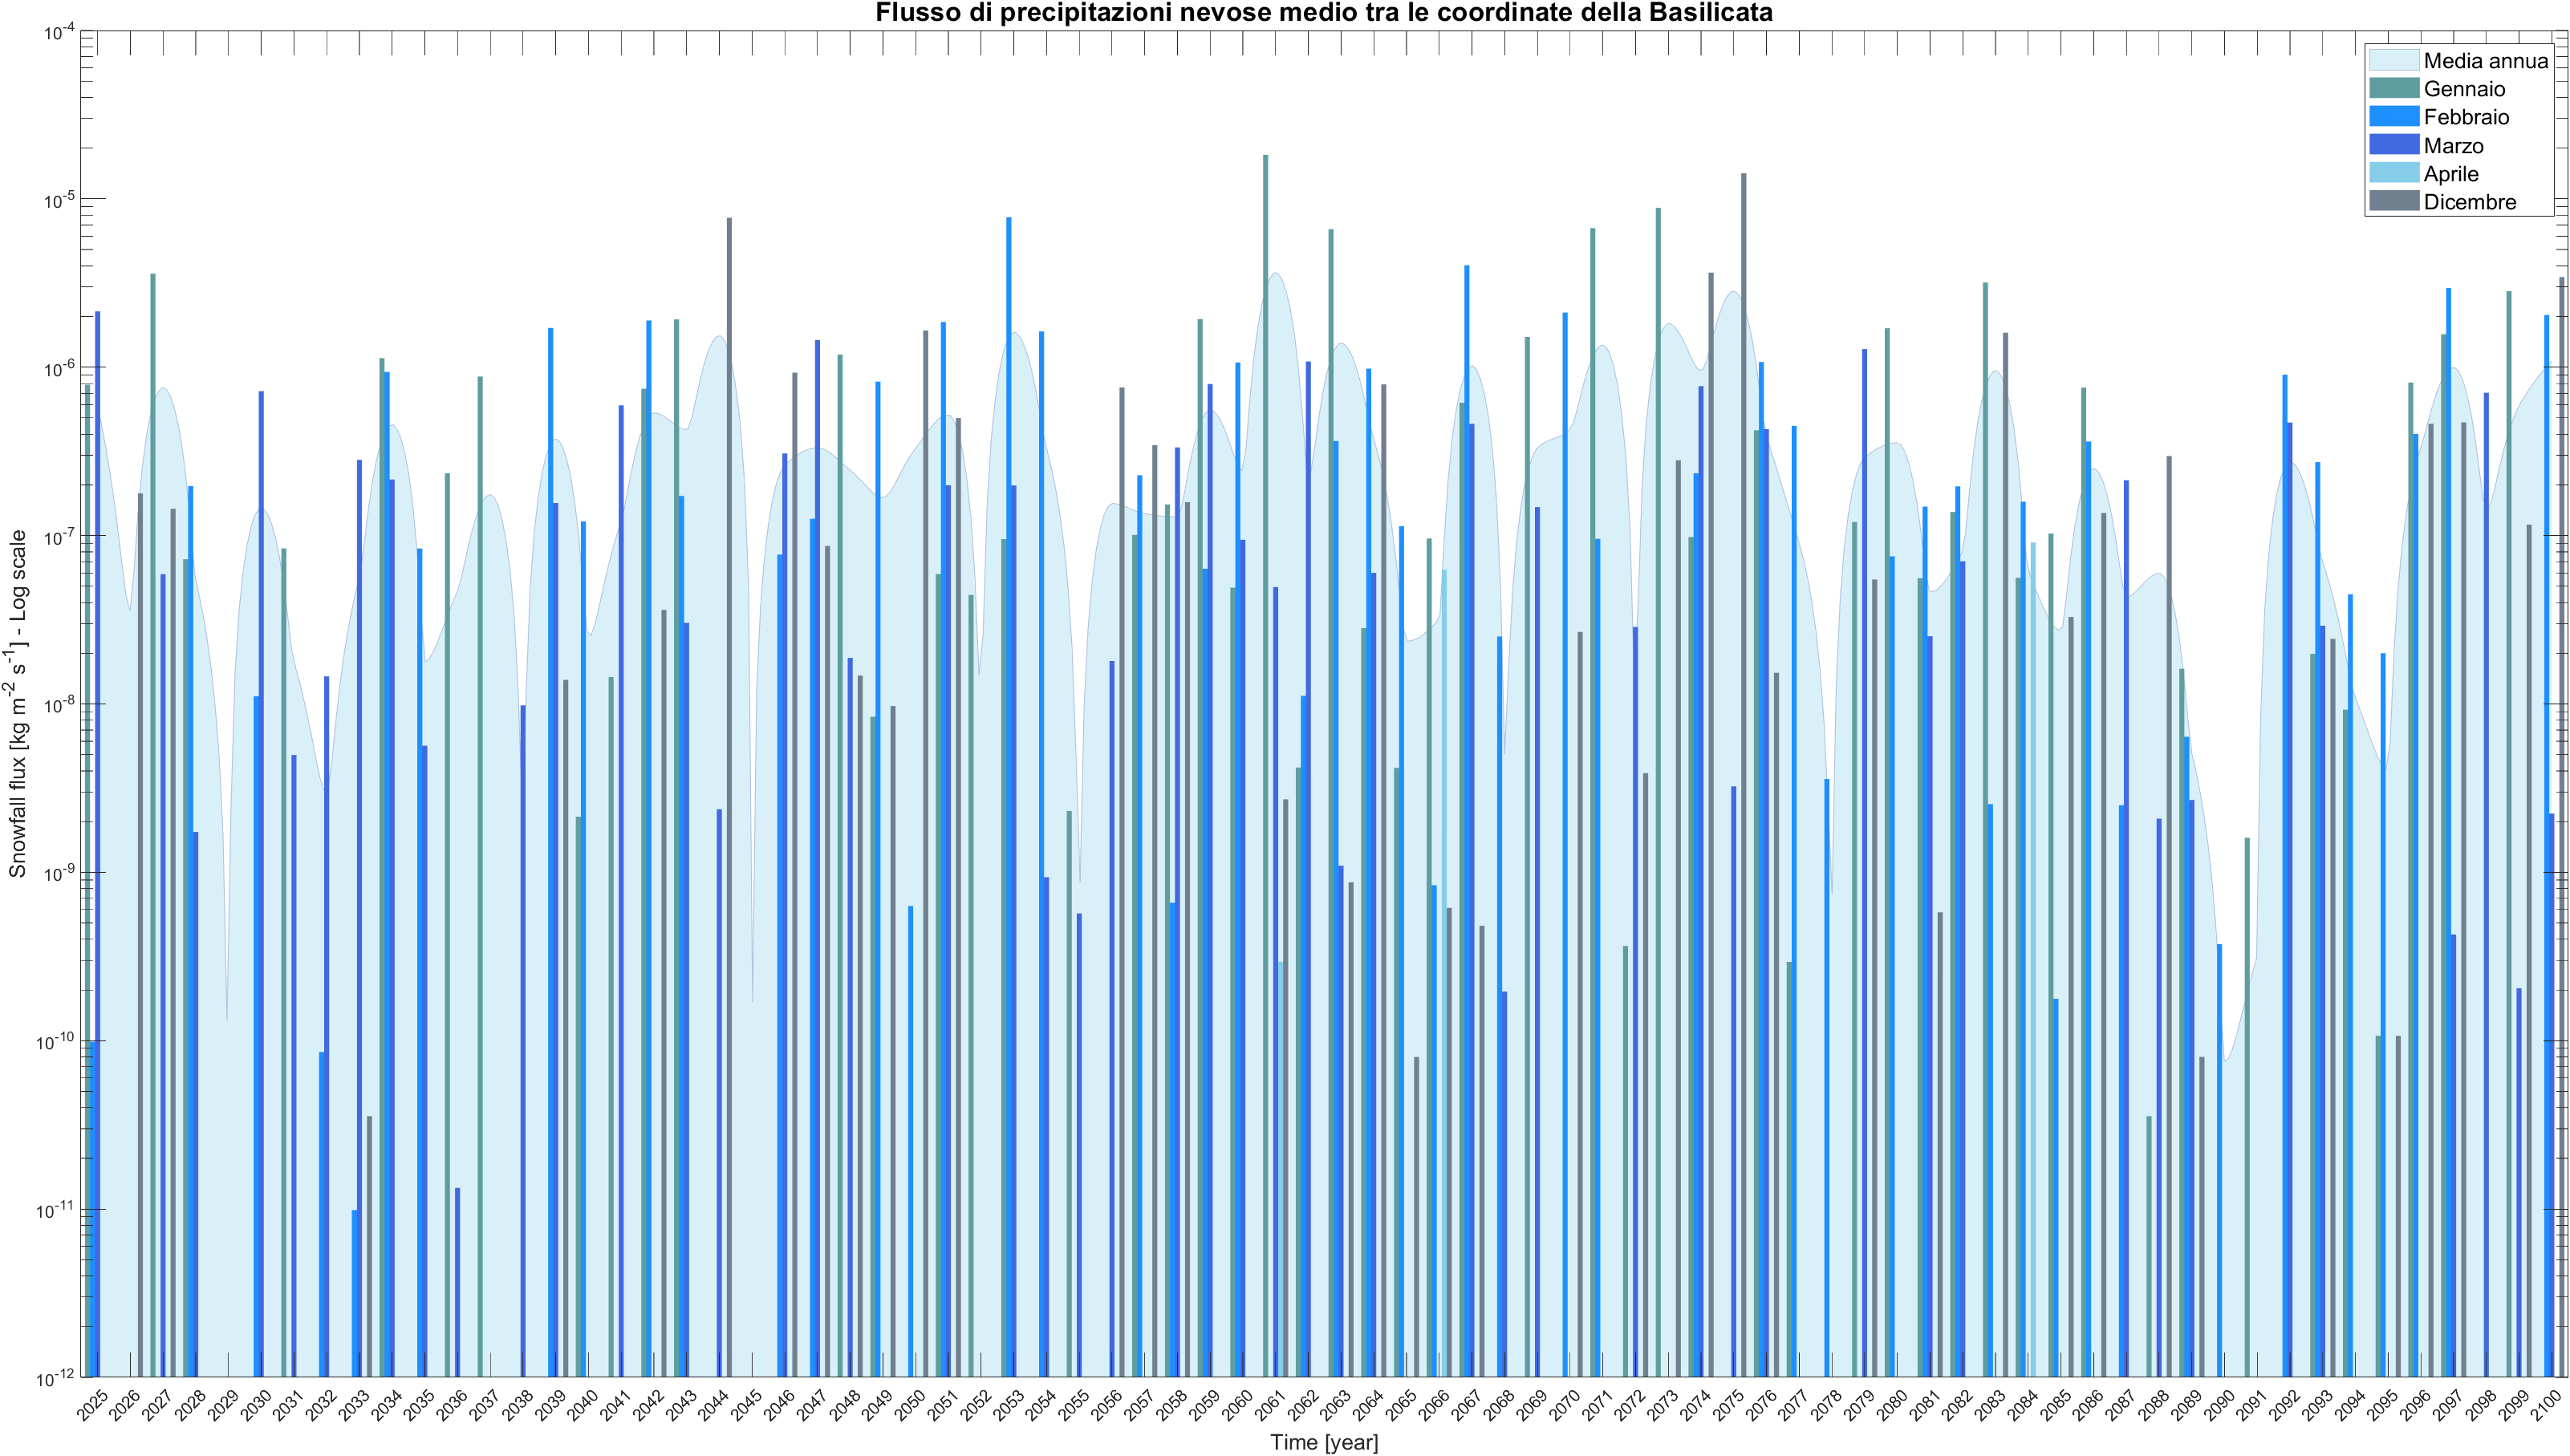 Flusso di precipitazioni nevose medio tra le coordinate della Basilicata
Media annua
Gennaio
Febbraio
Marzo
Aprile
Dicembre
Snowfall flux [kg m⁻² s⁻¹] - Log scale
10⁻⁴
10⁻⁵
10⁻⁶
10⁻⁷
10⁻⁸
10⁻⁹
10⁻¹⁰
10⁻¹¹
10⁻¹²
2025 2026 2027 2028 2029 2030 2031 2032 2033 2034 2035 2036 2037 2038 2039 2040 2041 2042 2043 2044 2045 2046 2047 2048 2049 2050 2051 2052 2053 2054 2055 2056 2057 2058 2059 2060 2061 2062 2063 2064 2065 2066 2067 2068 2069 2070 2071 2072 2073 2074 2075 2076 2077 2078 2079 2080 2081 2082 2083 2084 2085 2086 2087 2088 2089 2090 2091 2092 2093 2094 2095 2096 2097 2098 2099 2100
Time [year]